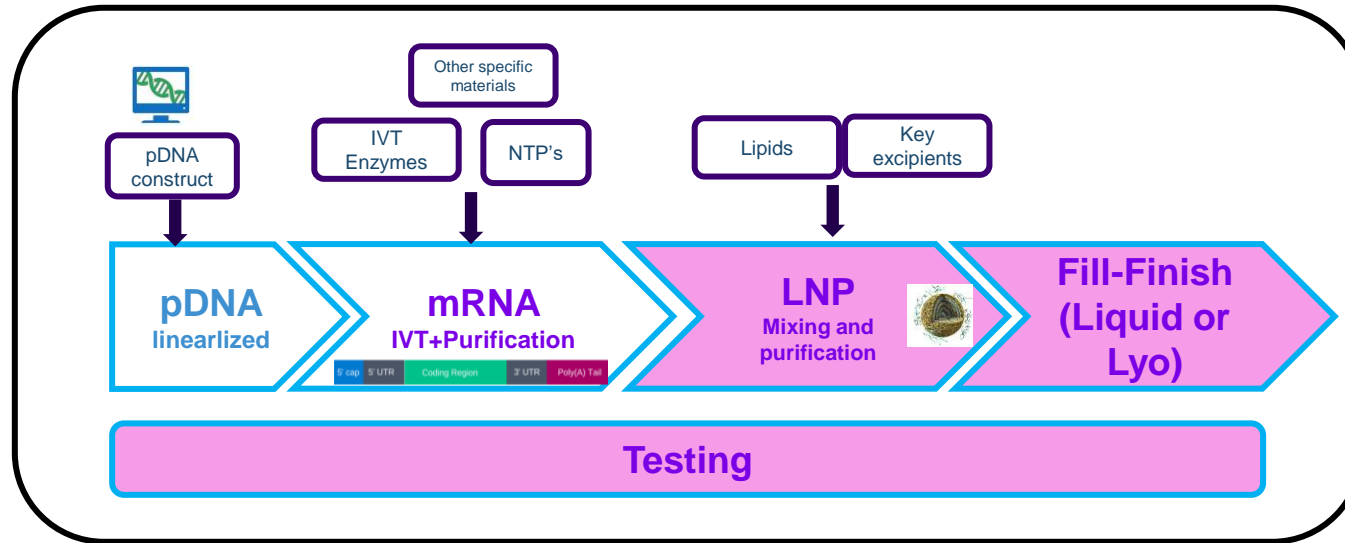 Other specific
materials
pDNA
construct
IVT
Enzymes
NTP's
Lipids
Key
excipients
pDNA
linearlized
mRNA
IVT+Purification
5' cap
5' UTR
Coding Region
3' UTR
Poly(A) Tail
LNP
Mixing and
purification
Fill-Finish
(Liquid or
Lyo)
Testing